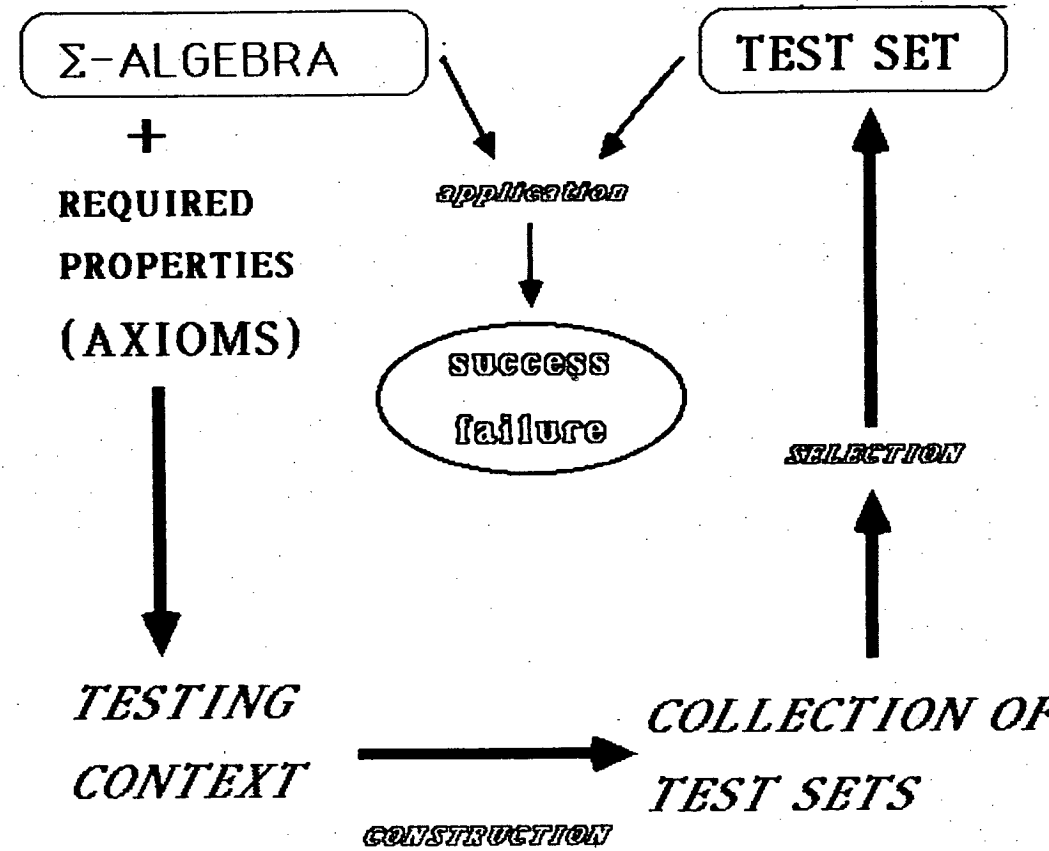 Σ-ALGEBRA
TEST SET
+
REQUIRED
PROPERTIES
(AXIOMS)
application
success
failure
SELECTION
TESTING
CONTEXT
CONSTRUCTION
COLLECTION OF
TEST SETS